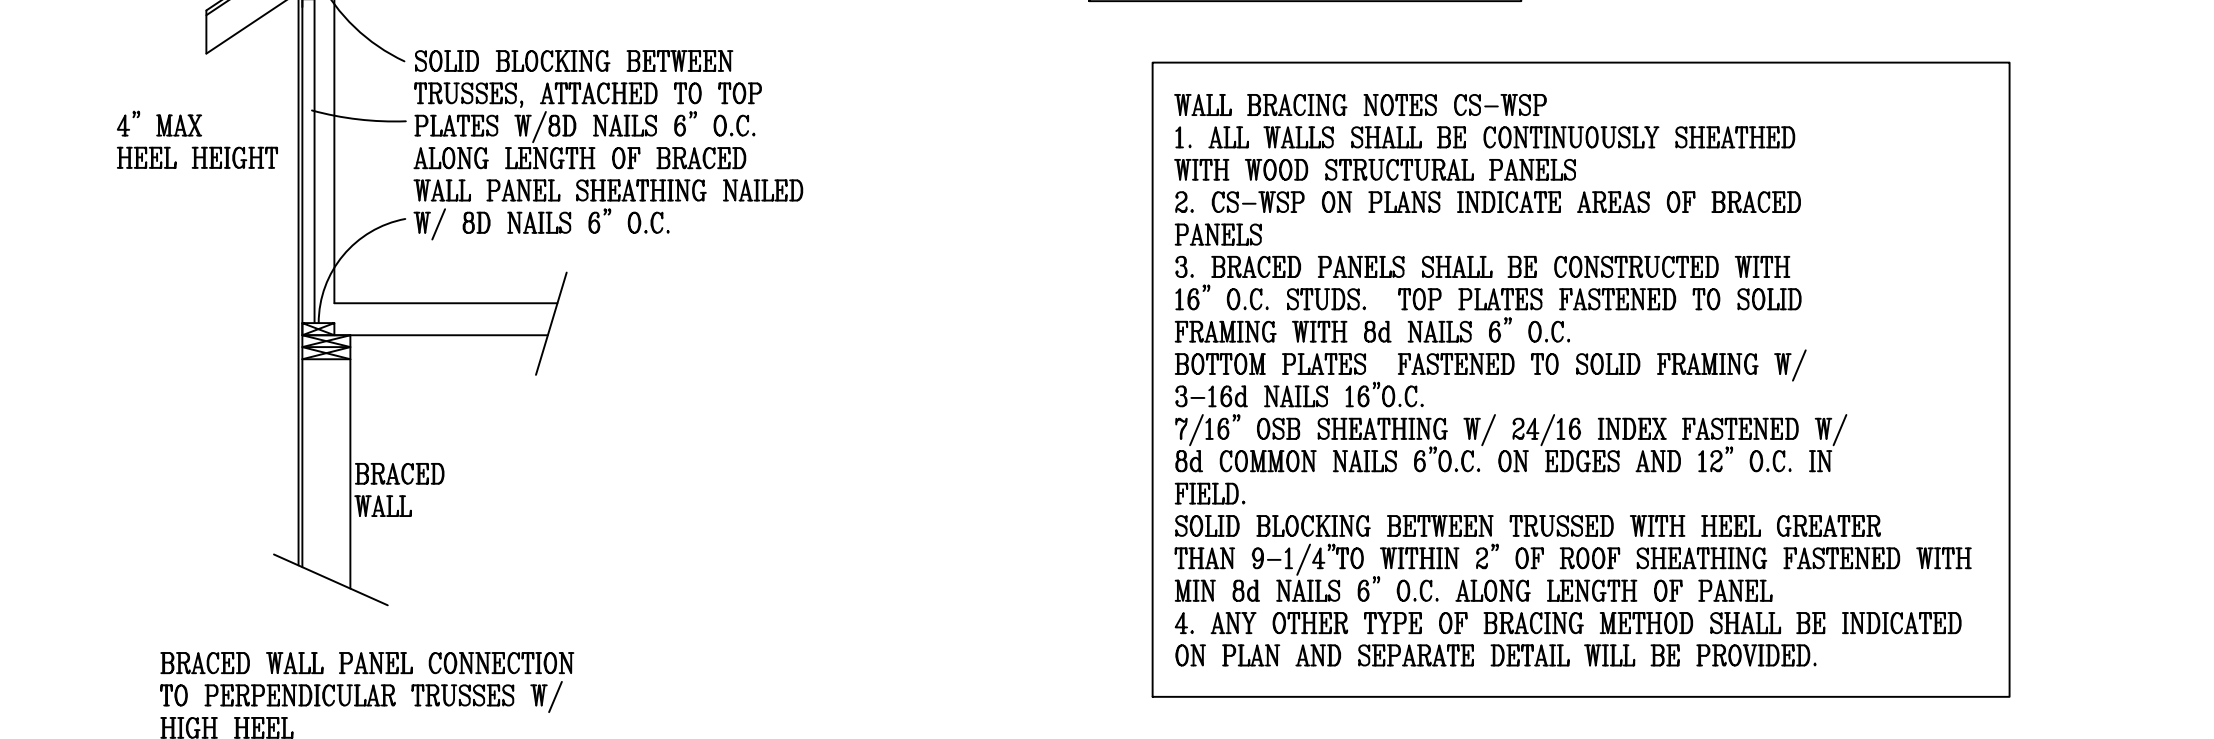 4" MAX
HEEL HEIGHT
SOLID BLOCKING BETWEEN
TRUSSES, ATTACHED TO TOP
PLATES W/8D NAILS 6" O.C.
ALONG LENGTH OF BRACED
WALL PANEL SHEATHING NAILED
W/ 8D NAILS 6" O.C.
BRACED
WALL
BRACED WALL PANEL CONNECTION
TO PERPENDICULAR TRUSSES W/
HIGH HEEL
WALL BRACING NOTES CS-WSP
1. ALL WALLS SHALL BE CONTINUOUSLY SHEATHED
WITH WOOD STRUCTURAL PANELS
2. CS-WSP ON PLANS INDICATE AREAS OF BRACED
PANELS
3. BRACED PANELS SHALL BE CONSTRUCTED WITH
16" O.C. STUDS. TOP PLATES FASTENED TO SOLID
FRAMING WITH 8d NAILS 6" O.C.
BOTTOM PLATES FASTENED TO SOLID FRAMING W/
3-16d NAILS 16"O.C.
7/16" OSB SHEATHING W/ 24/16 INDEX FASTENED W/
8d COMMON NAILS 6"O.C. ON EDGES AND 12" O.C. IN
FIELD.
SOLID BLOCKING BETWEEN TRUSSED WITH HEEL GREATER
THAN 9-1/4"TO WITHIN 2" OF ROOF SHEATHING FASTENED WITH
MIN 8d NAILS 6" O.C. ALONG LENGTH OF PANEL
4. ANY OTHER TYPE OF BRACING METHOD SHALL BE INDICATED
ON PLAN AND SEPARATE DETAIL WILL BE PROVIDED.